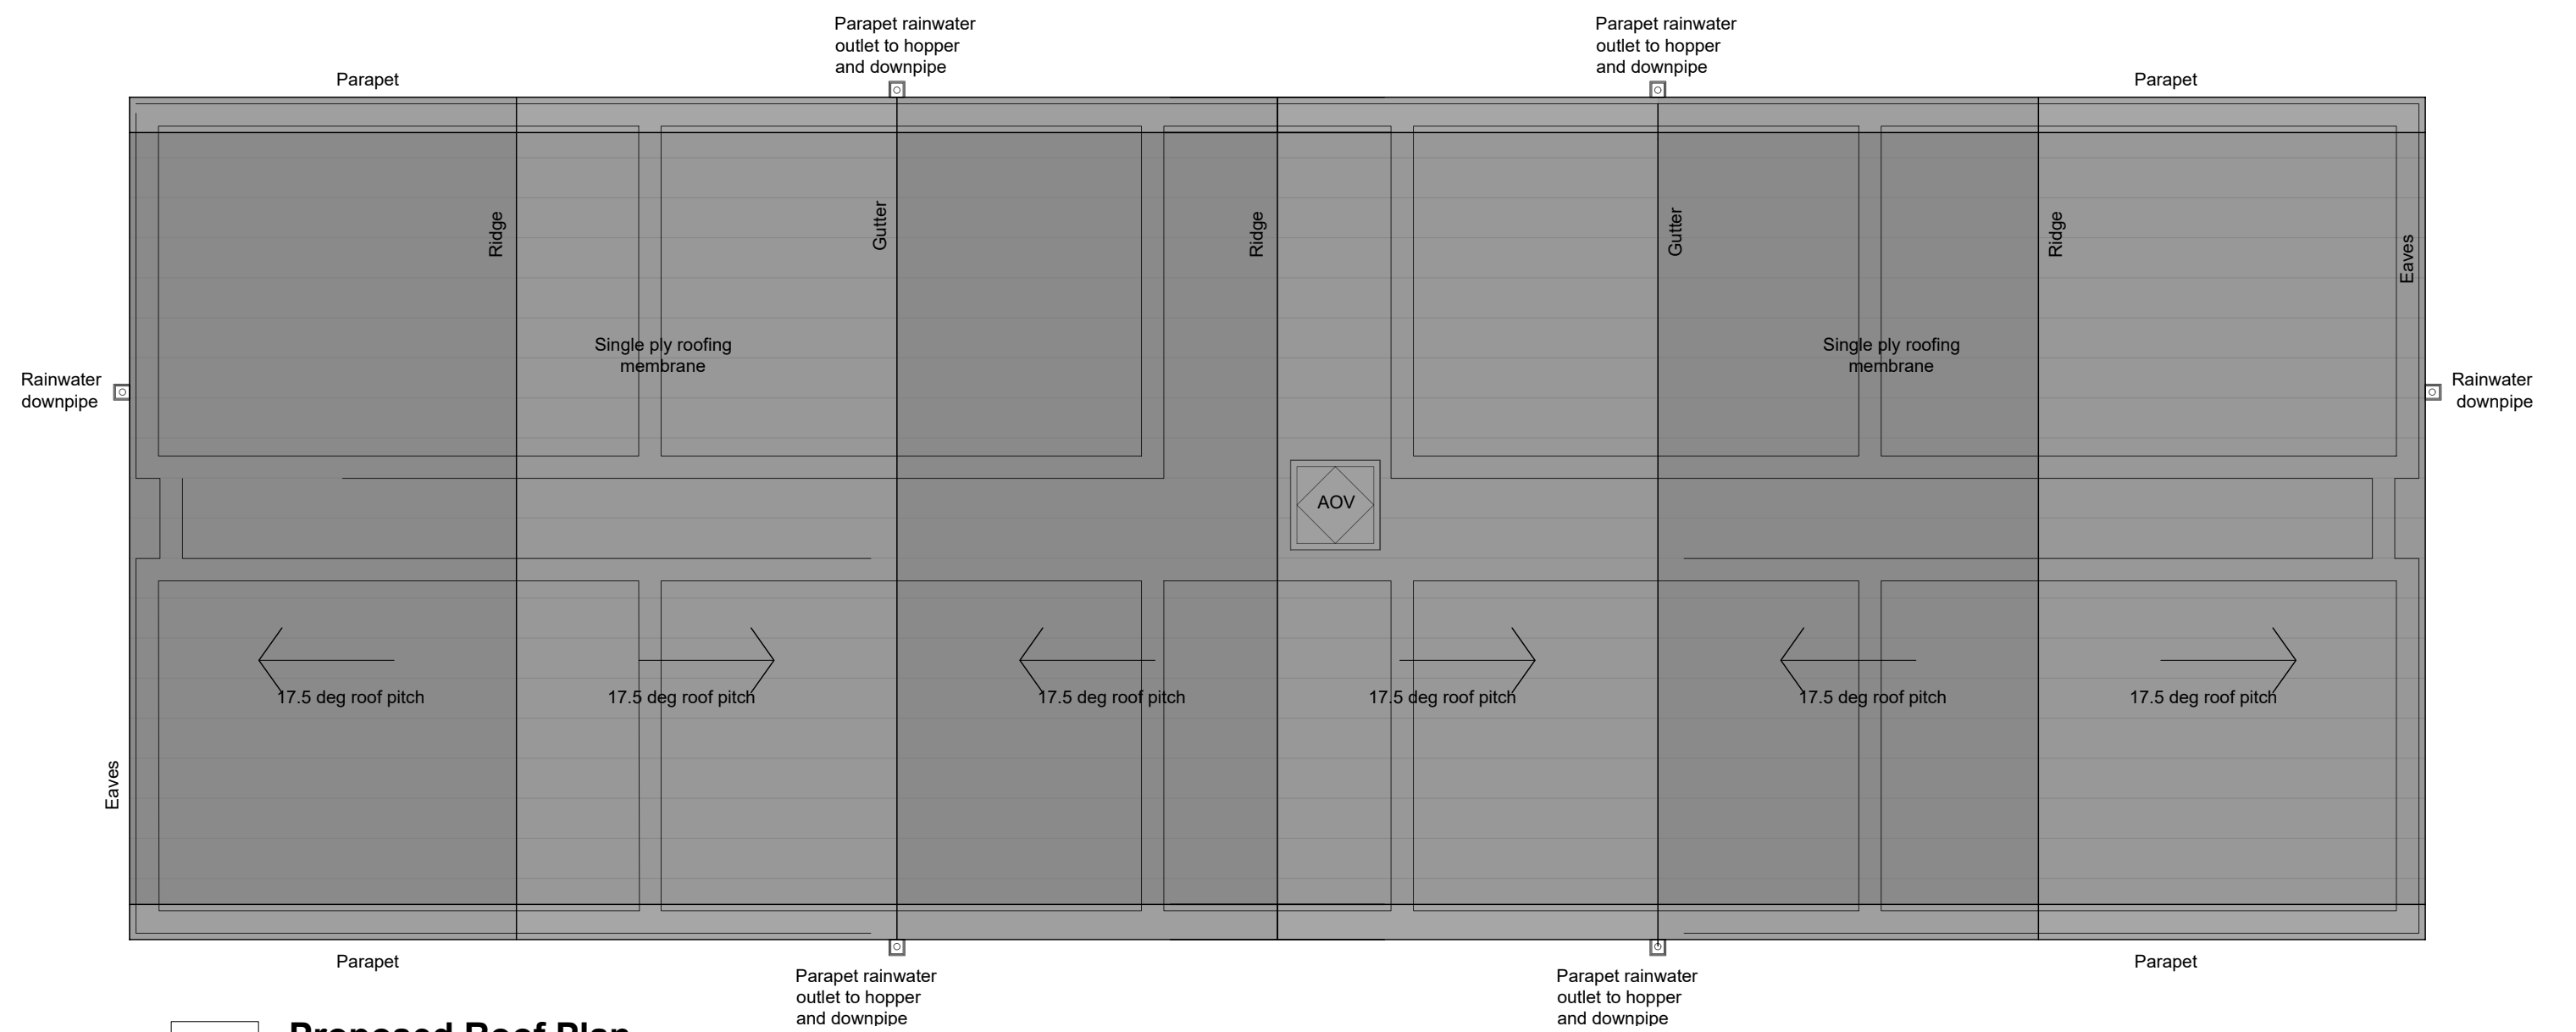 Parapet rainwater
outlet to hopper
and downpipe
Parapet rainwater
outlet to hopper
and downpipe
Parapet
Parapet
Ridge
Gutter
Ridge
Gutter
Ridge
Eaves
Single ply roofing
membrane
Single ply roofing
membrane
Rainwater
downpipe
Rainwater
downpipe
AOV
17.5 deg roof pitch
17.5 deg roof pitch
17.5 deg roof pitch
17.5 deg roof pitch
17.5 deg roof pitch
17.5 deg roof pitch
Eaves
Parapet
Parapet
Parapet rainwater
outlet to hopper
and downpipe
Parapet rainwater
outlet to hopper
and downpipe
Proposed Roof Plan